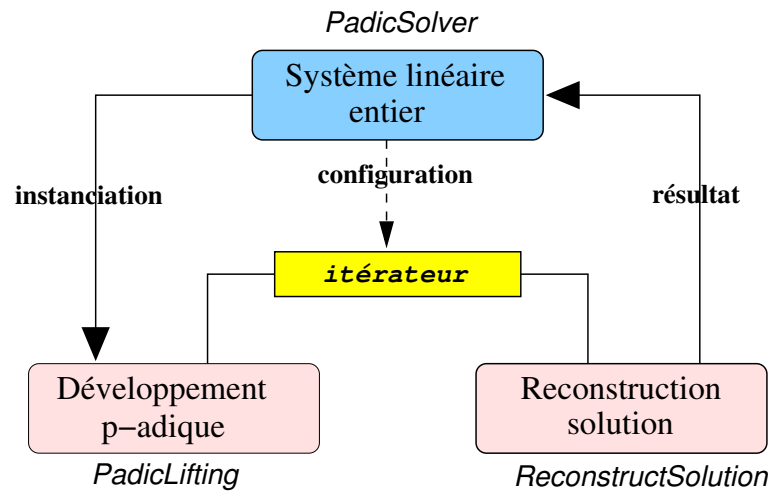 PadicSolver
Système linéaire
entier
instanciation
configuration
résultat
itérateur
Développement
p−adique
Reconstruction
solution
PadicLifting
ReconstructSolution